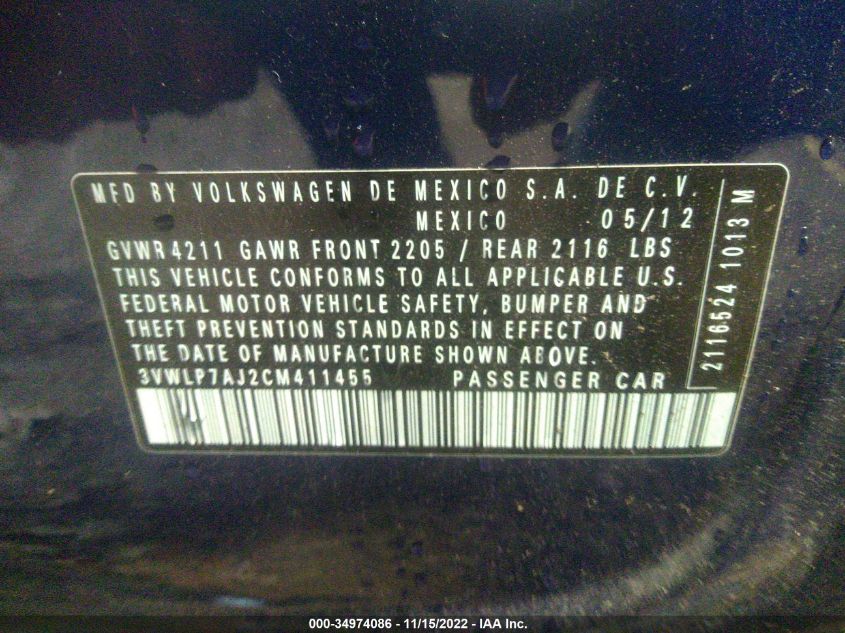 MFD BY VOLKSWAGEN DE MEXICO S.A. DE C.V.
MEXICO 05/12
GVWR 4211 GAWR FRONT 2205 / REAR 2116 LBS
THIS VEHICLE CONFORMS TO ALL APPLICABLE U.S.
FEDERAL MOTOR VEHICLE SAFETY, BUMPER AND
THEFT PREVENTION STANDARDS IN EFFECT ON
THE DATE OF MANUFACTURE SHOWN ABOVE.
3VWLP7AJ2CM411455 PASSENGER CAR
2116524 1013 M
000-34974086 - 11/15/2022 - IAA Inc.